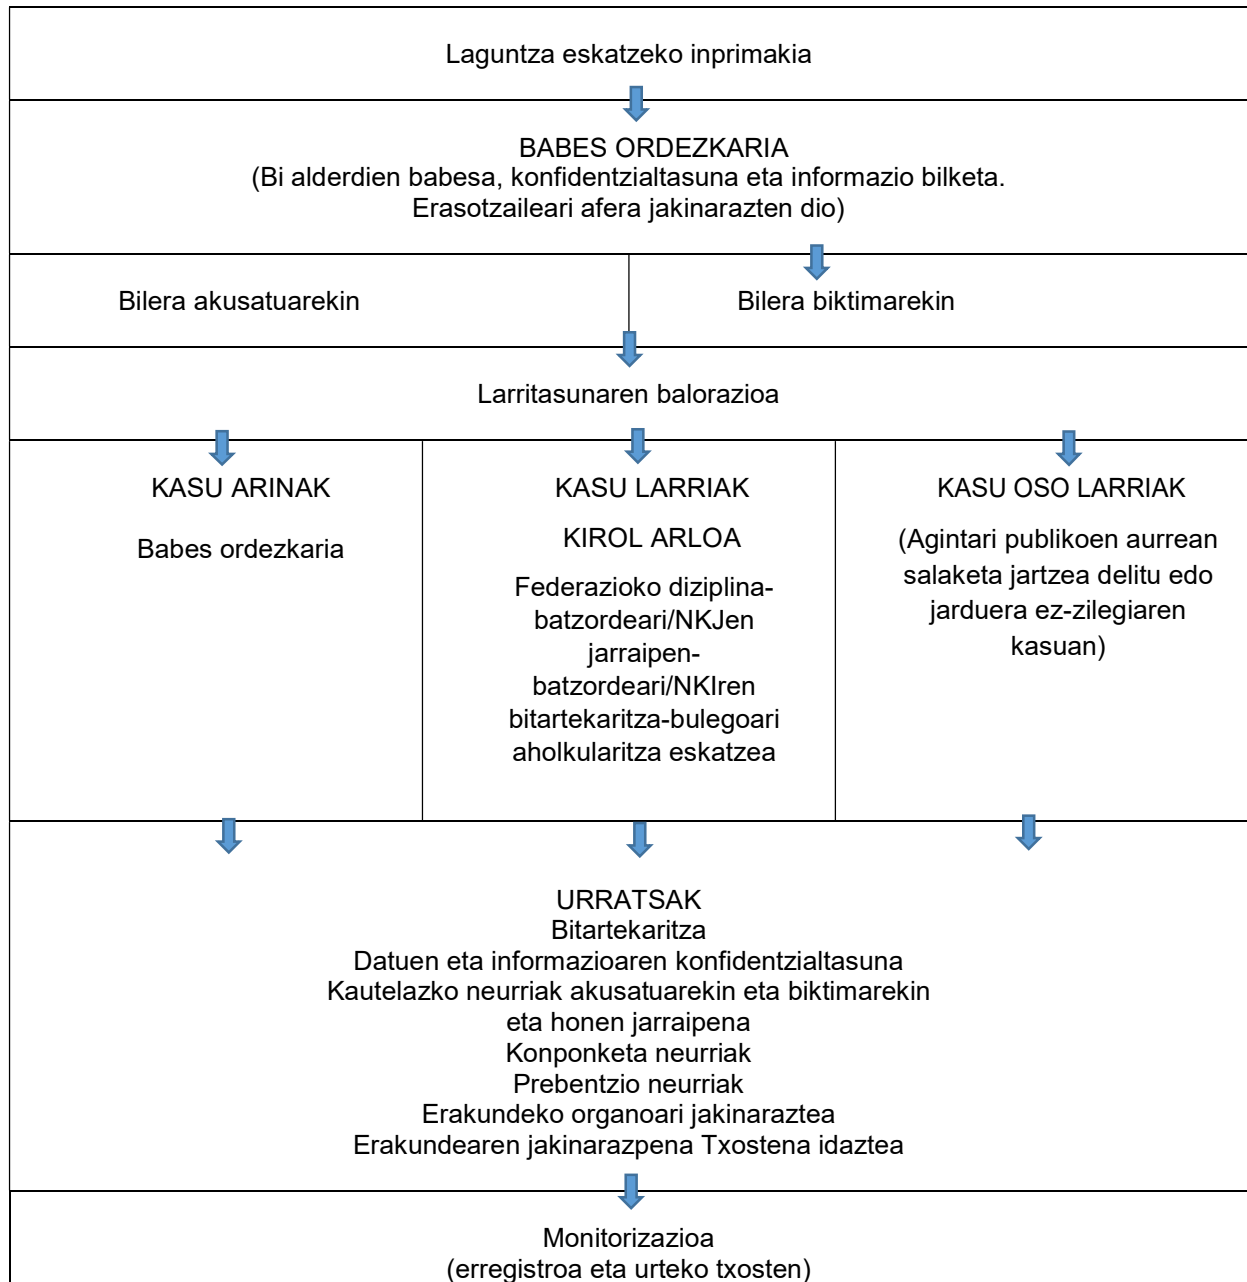 Laguntza eskatzeko inprimakia
BABES ORDEZKARIA
(Bi alderdien babesa, konfidentzialtasuna eta informazio bilketa.
Erasotzaileari afera jakinarazten dio)
Bilera akusatuarekin
Bilera biktimarekin
Larritasunaren balorazioa
KASU ARINAK
Babes ordezkaria
KASU LARRIAK
KIROL ARLOA
Federazioko diziplina-
batzordeari/NKJen
jarraipen-
batzordeari/NKIren
bitartekaritza-bulegoari
aholkularitza eskatzea
KASU OSO LARRIAK
(Agintari publikoen aurrean
salaketa jartzea delitu edo
jarduera ez-zilegiaren
kasuan)
URRATSAK
Bitartekaritza
Datuen eta informazioaren konfidentzialtasuna
Kautelazko neurriak akusatuarekin eta biktimarekin
eta honen jarraipena
Konponketa neurriak
Prebentzio neurriak
Erakundeko organoari jakinaraztea
Erakundearen jakinarazpena Txostena idaztea
Monitorizazioa
(erregistroa eta urteko txosten)